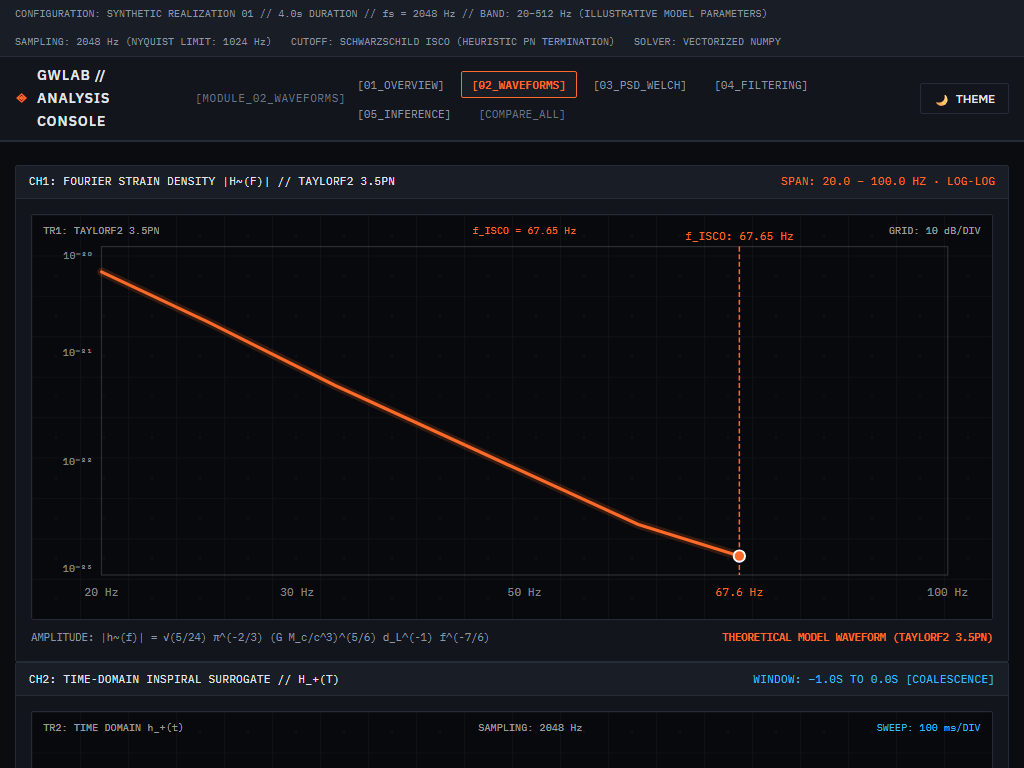 CONFIGURATION: SYNTHETIC REALIZATION 01 // 4.0s DURATION // fs = 2048 Hz // BAND: 20–512 Hz (ILLUSTRATIVE MODEL PARAMETERS)
SAMPLING: 2048 Hz (NYQUIST LIMIT: 1024 Hz) CUTOFF: SCHWARZSCHILD ISCO (HEURISTIC PN TERMINATION) SOLVER: VECTORIZED NUMPY
GWLAB //
ANALYSIS
CONSOLE
[MODULE_02_WAVEFORMS]
[01_OVERVIEW] [02_WAVEFORMS] [03_PSD_WELCH] [04_FILTERING]
[05_INFERENCE] [COMPARE_ALL]
THEME
CH1: FOURIER STRAIN DENSITY |H~(F)| // TAYLORF2 3.5PN
SPAN: 20.0 – 100.0 HZ · LOG-LOG
TR1: TAYLORF2 3.5PN
f_ISCO = 67.65 Hz
f_ISCO: 67.65 Hz
GRID: 10 dB/DIV
10⁻²⁰
10⁻²¹
10⁻²²
10⁻²³
20 Hz 30 Hz 50 Hz 67.6 Hz 100 Hz
AMPLITUDE: |h~(f)| = √(5/24) π^(-2/3) (G M_c/c^3)^(5/6) d_L^(-1) f^(-7/6)
THEORETICAL MODEL WAVEFORM (TAYLORF2 3.5PN)
CH2: TIME-DOMAIN INSPIRAL SURROGATE // H_+(T)
WINDOW: −1.0S TO 0.0S [COALESCENCE]
TR2: TIME DOMAIN h_+(t)
SAMPLING: 2048 Hz
SWEEP: 100 ms/DIV